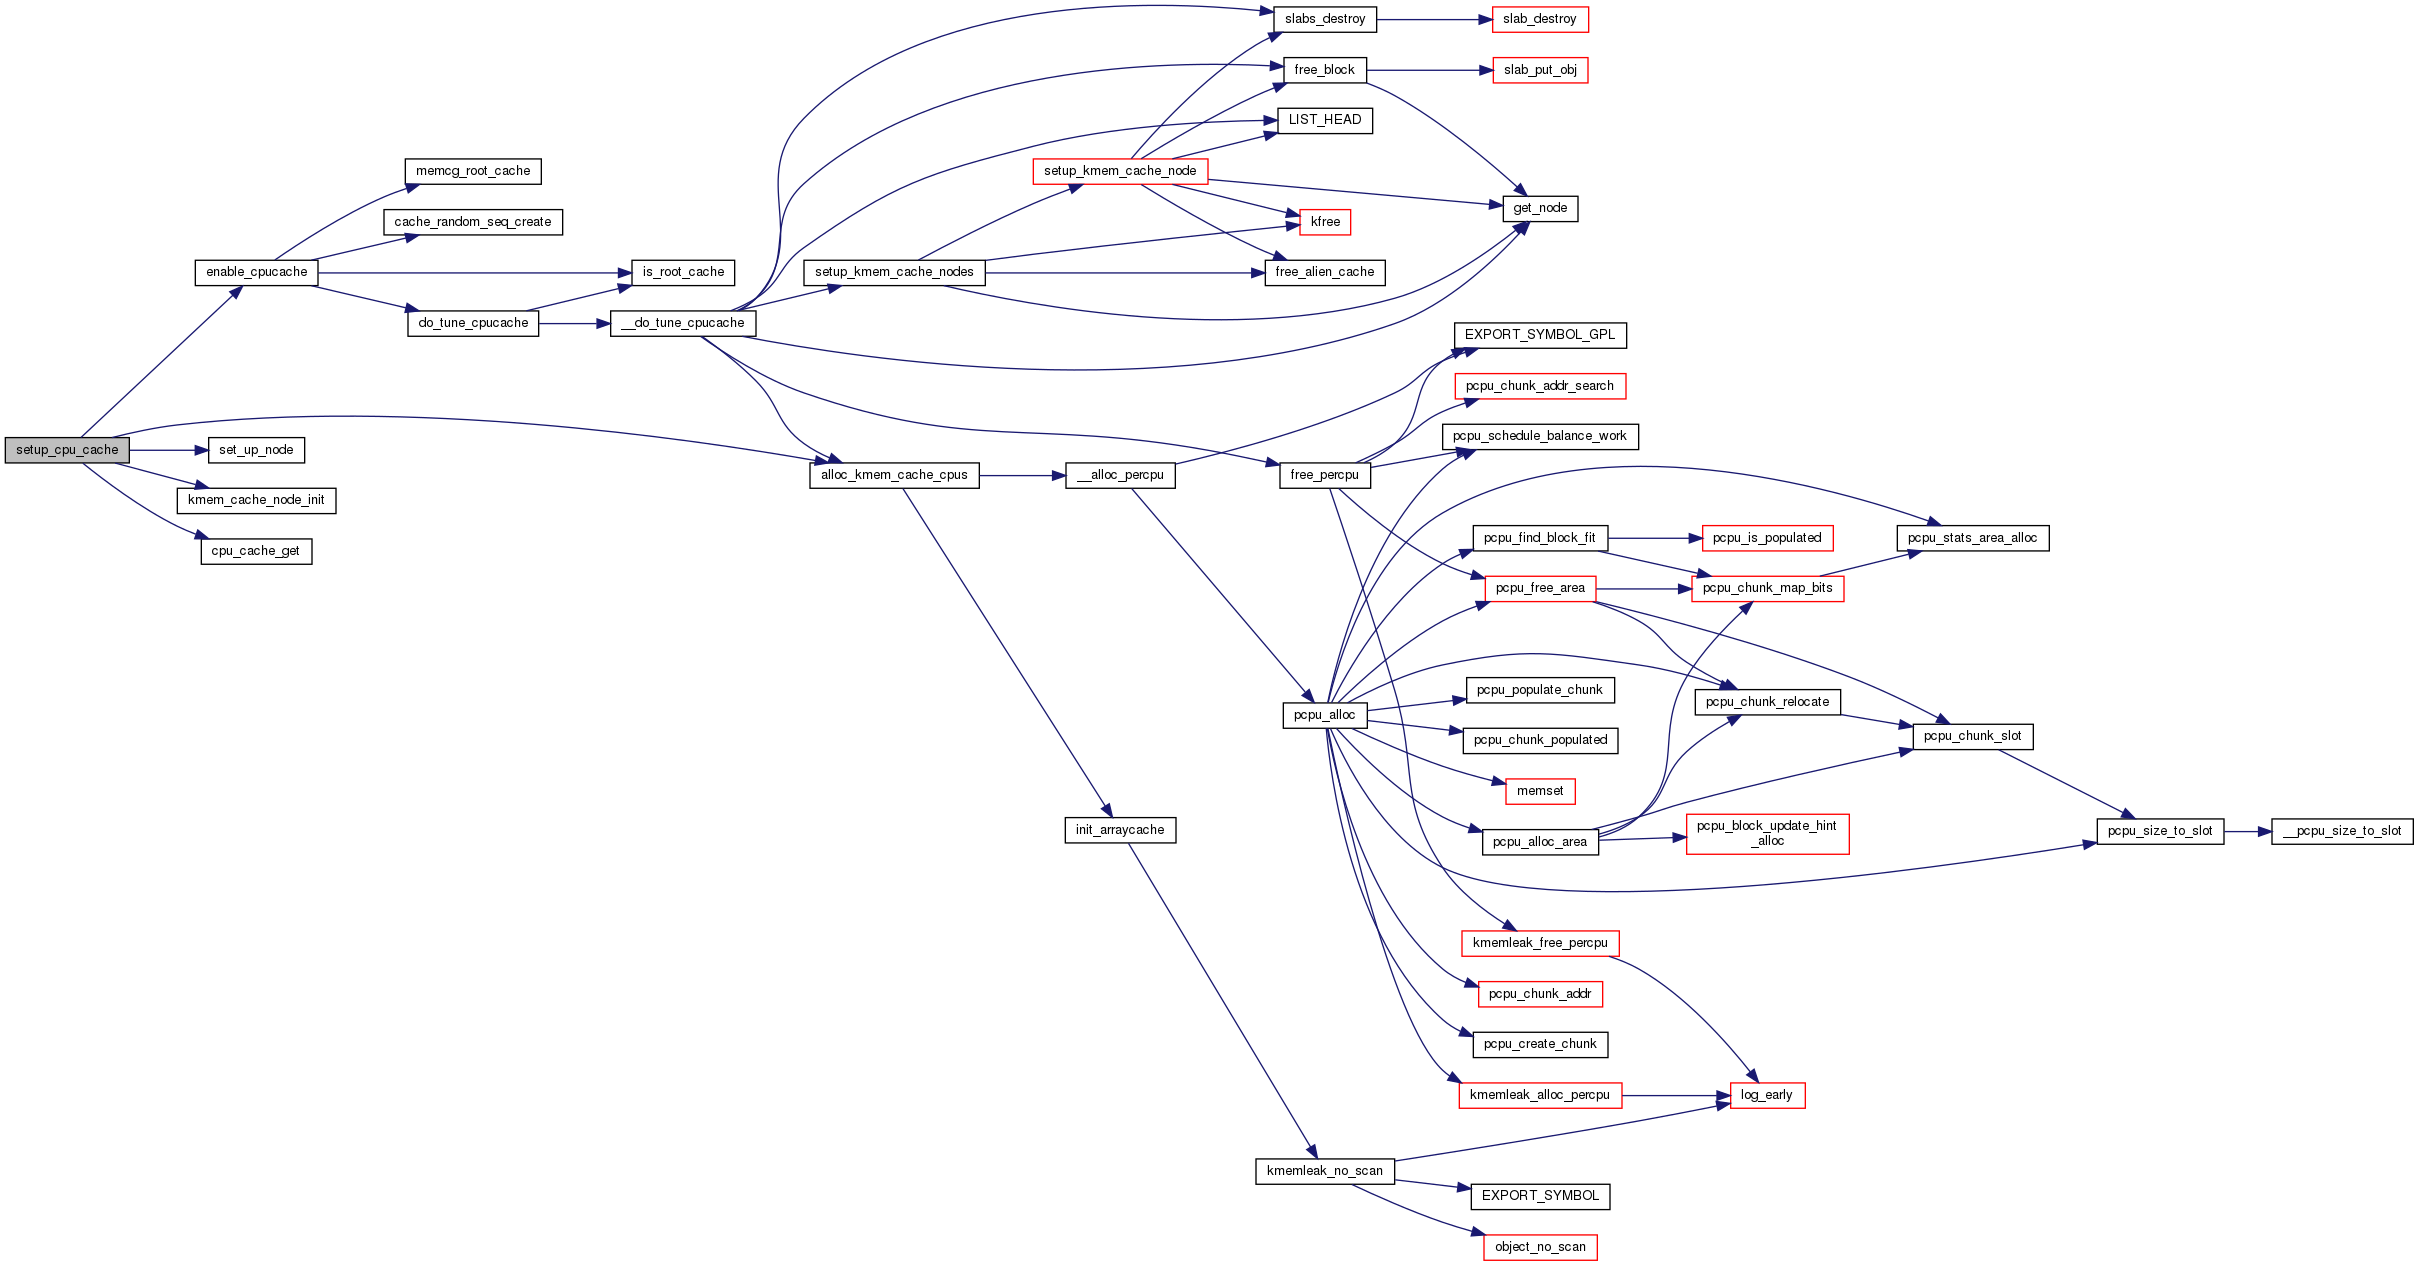 slabs_destroy
slab_destroy
free_block
slab_put_obj
LIST_HEAD
memcg_root_cache
setup_kmem_cache_node
get_node
cache_random_seq_create
kfree
enable_cpucache
is_root_cache
setup_kmem_cache_nodes
free_alien_cache
do_tune_cpucache
__do_tune_cpucache
EXPORT_SYMBOL_GPL
pcpu_chunk_addr_search
pcpu_schedule_balance_work
setup_cpu_cache
set_up_node
alloc_kmem_cache_cpus
__alloc_percpu
free_percpu
kmem_cache_node_init
cpu_cache_get
pcpu_find_block_fit
pcpu_is_populated
pcpu_stats_area_alloc
pcpu_free_area
pcpu_chunk_map_bits
pcpu_populate_chunk
pcpu_chunk_relocate
pcpu_alloc
pcpu_chunk_populated
pcpu_chunk_slot
memset
pcpu_block_update_hint
_alloc
init_arraycache
pcpu_alloc_area
pcpu_size_to_slot
__pcpu_size_to_slot
kmemleak_free_percpu
pcpu_chunk_addr
pcpu_create_chunk
kmemleak_alloc_percpu
log_early
kmemleak_no_scan
EXPORT_SYMBOL
object_no_scan